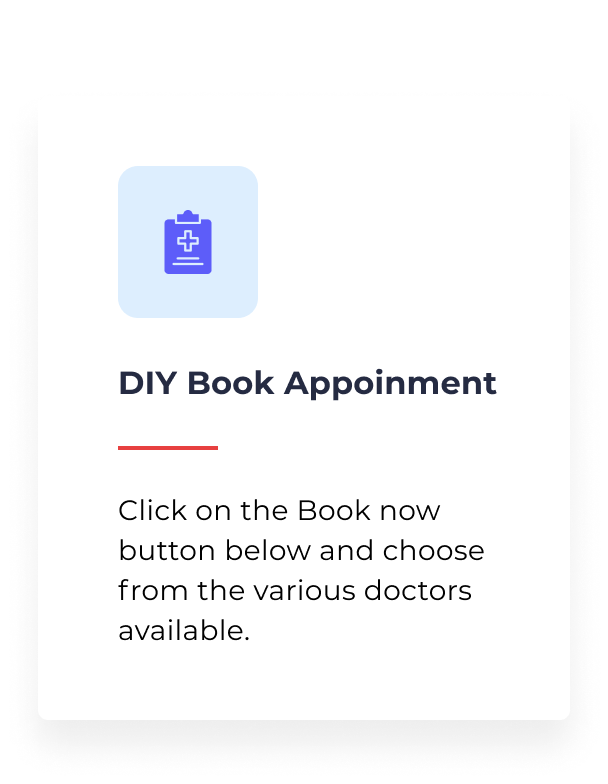 DIY Book Appoinment
Click on the Book now
button below and choose
from the various doctors
available.